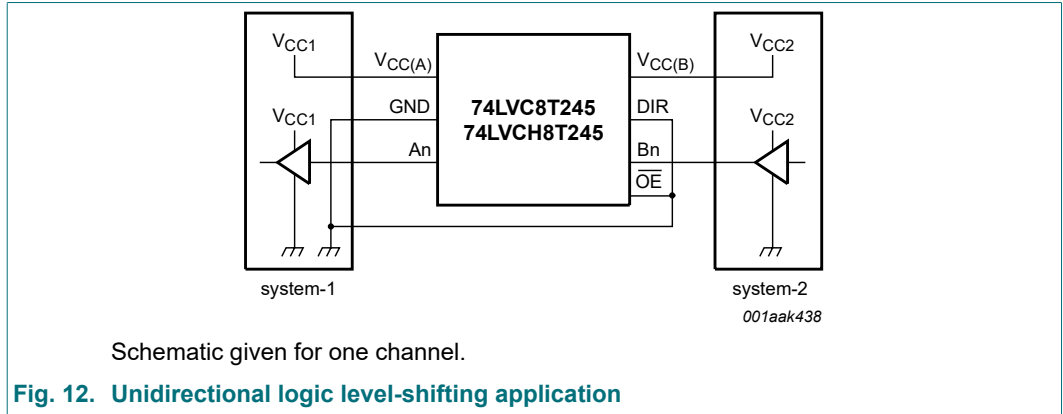 VCC1
VCC(A)
VCC(B)
VCC2
GND
74LVC8T245
DIR
VCC1
74LVCH8T245
VCC2
An
Bn
OE
system-1
system-2
001aak438
Schematic given for one channel.
Fig. 12. Unidirectional logic level-shifting application